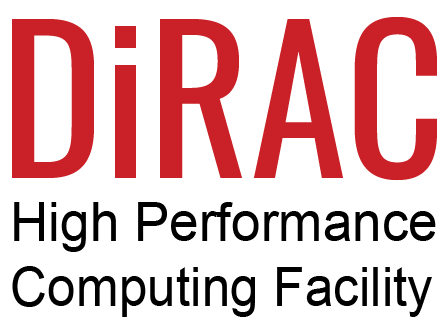 DiRAC
High Performance
Computing Facility